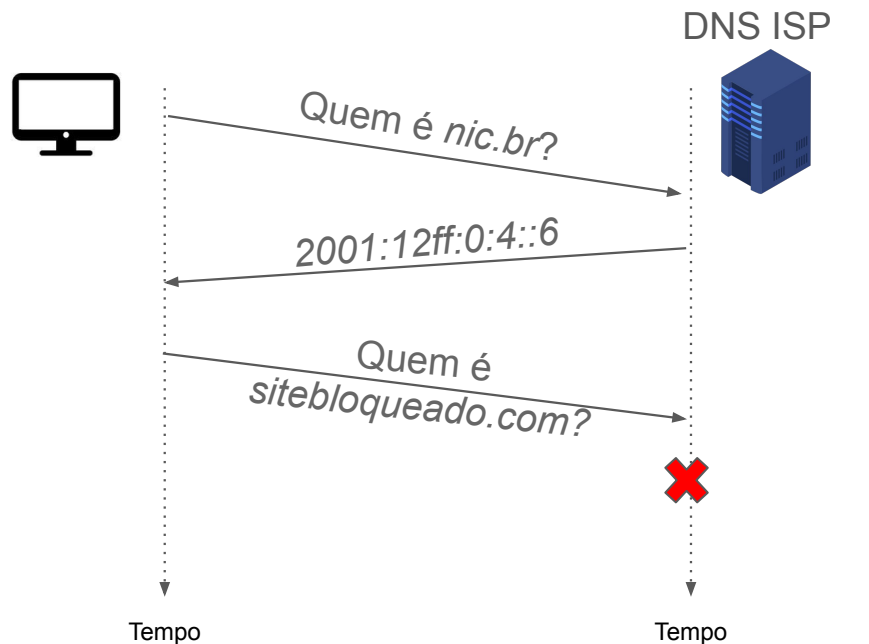 DNS ISP
Quem é nic.br?
2001:12ff:0:4::6
Quem é
sitebloqueado.com?
Tempo
Tempo